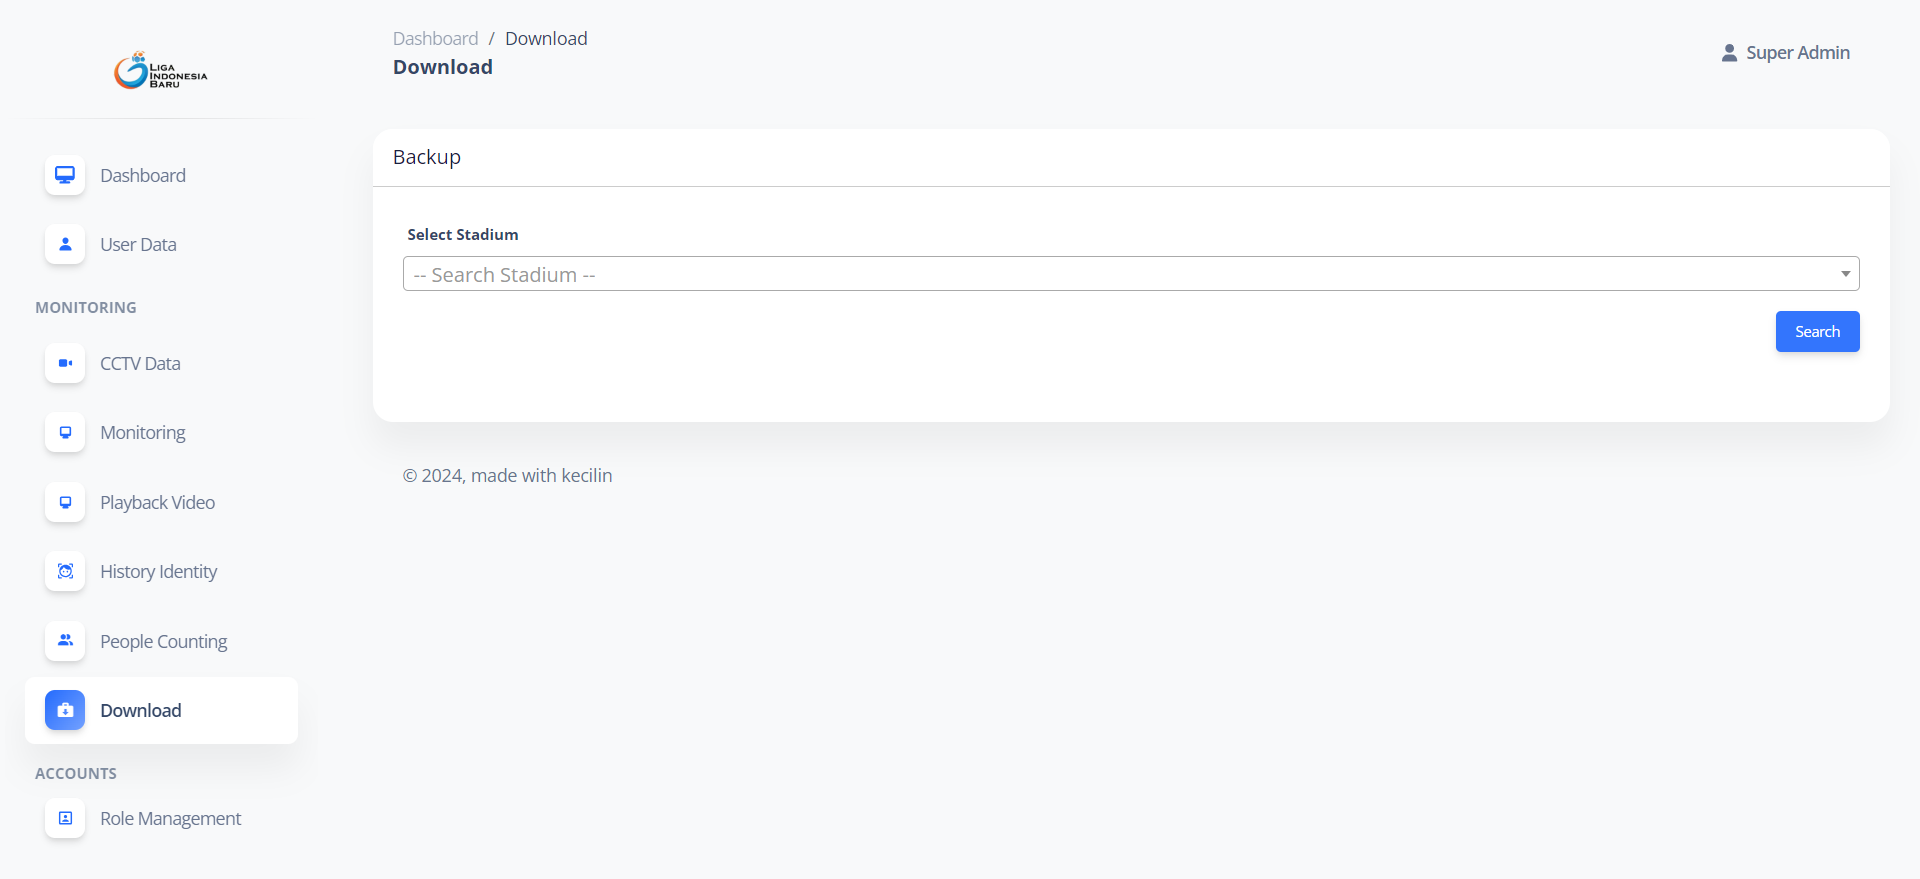 LIGA
INDONESIA
BARU
Dashboard
User Data
MONITORING
CCTV Data
Monitoring
Playback Video
History Identity
People Counting
Download
ACCOUNTS
Role Management
Dashboard / Download
Download
Super Admin
Backup
Select Stadium
-- Search Stadium --
Search
© 2024, made with kecilin